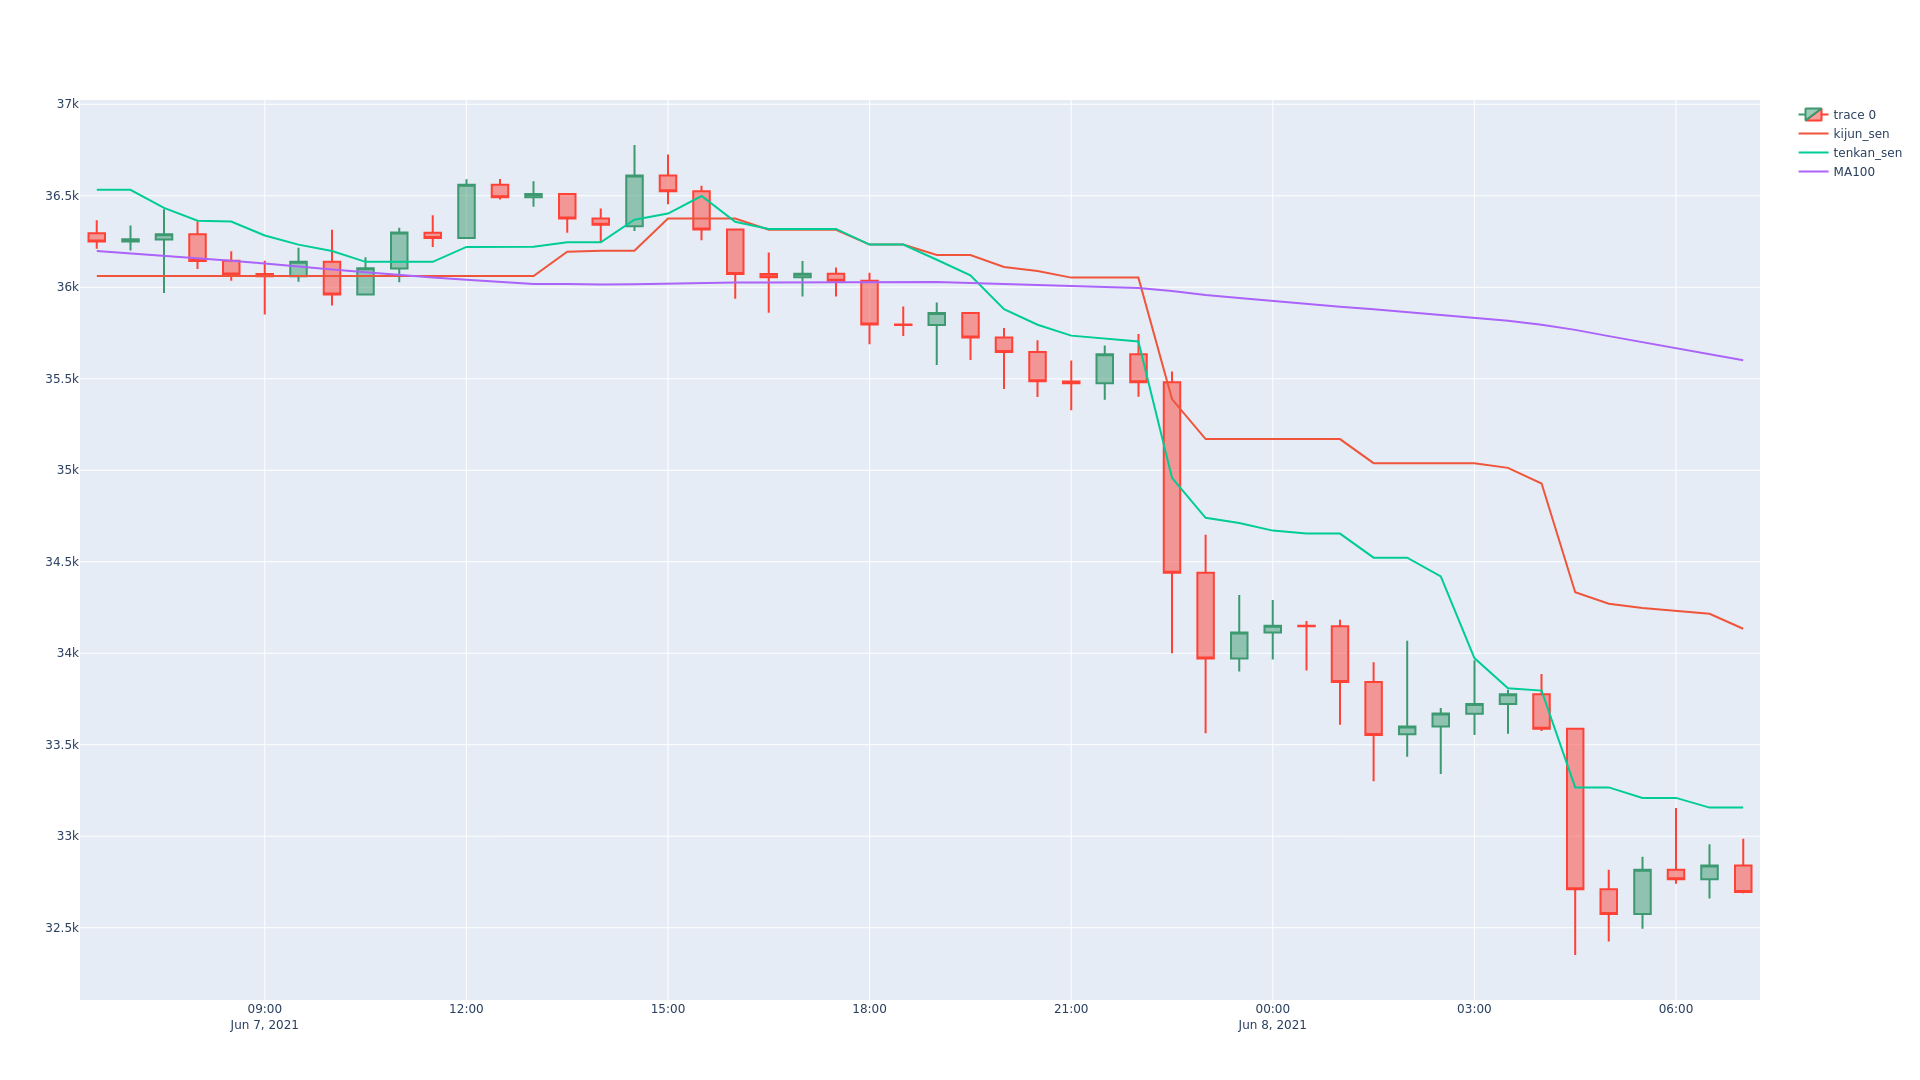 37k
36.5k
36k
35.5k
35k
34.5k
34k
33.5k
33k
32.5k
09:00
Jun 7, 2021
12:00
15:00
18:00
21:00
00:00
Jun 8, 2021
03:00
06:00
trace 0
kijun_sen
tenkan_sen
MA100